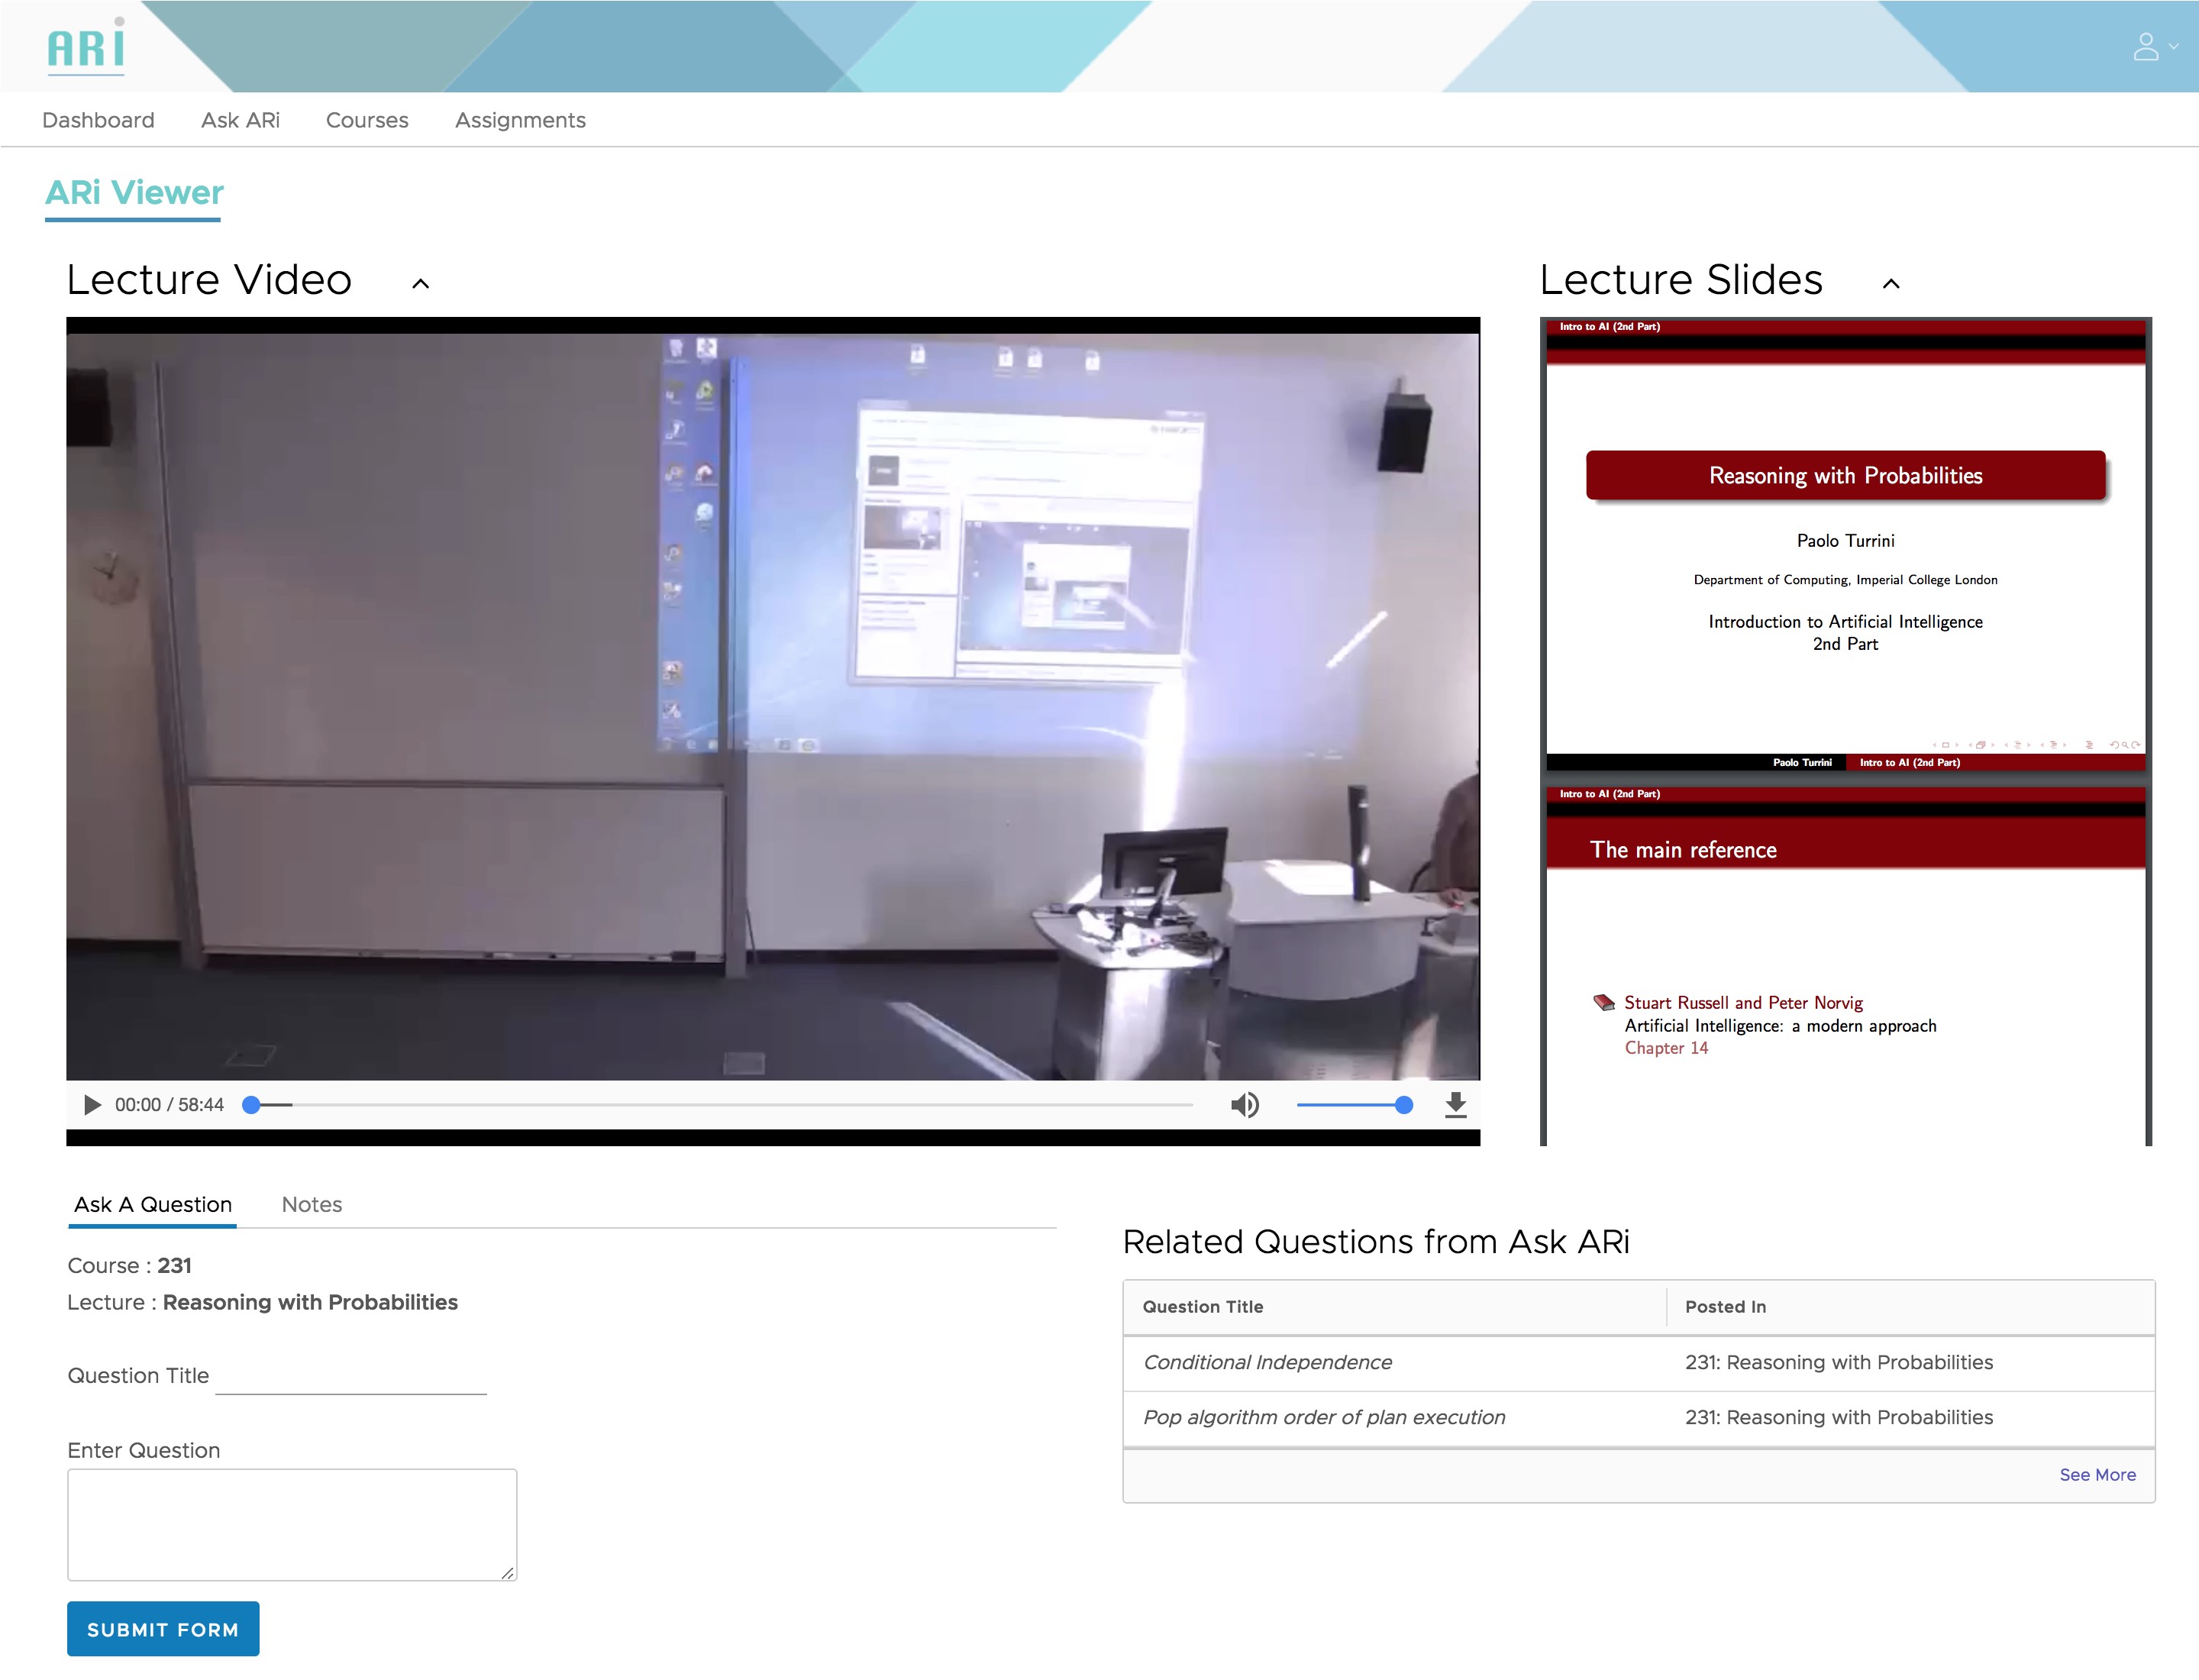 ARi
Dashboard Ask ARi Courses Assignments
ARi Viewer
Lecture Video
Lecture Slides
Intro to AI (2nd Part)
Reasoning with Probabilities
Paolo Turrini
Department of Computing, Imperial College London
Introduction to Artificial Intelligence
2nd Part
Paolo Turrini Intro to AI (2nd Part)
Intro to AI (2nd Part)
The main reference
Stuart Russell and Peter Norvig
Artificial Intelligence: a modern approach
Chapter 14
00:00 / 58:44
Ask A Question Notes
Course : 231
Lecture : Reasoning with Probabilities
Question Title
Enter Question
SUBMIT FORM
Related Questions from Ask ARi
Question Title Posted In
Conditional Independence 231: Reasoning with Probabilities
Pop algorithm order of plan execution 231: Reasoning with Probabilities
See More